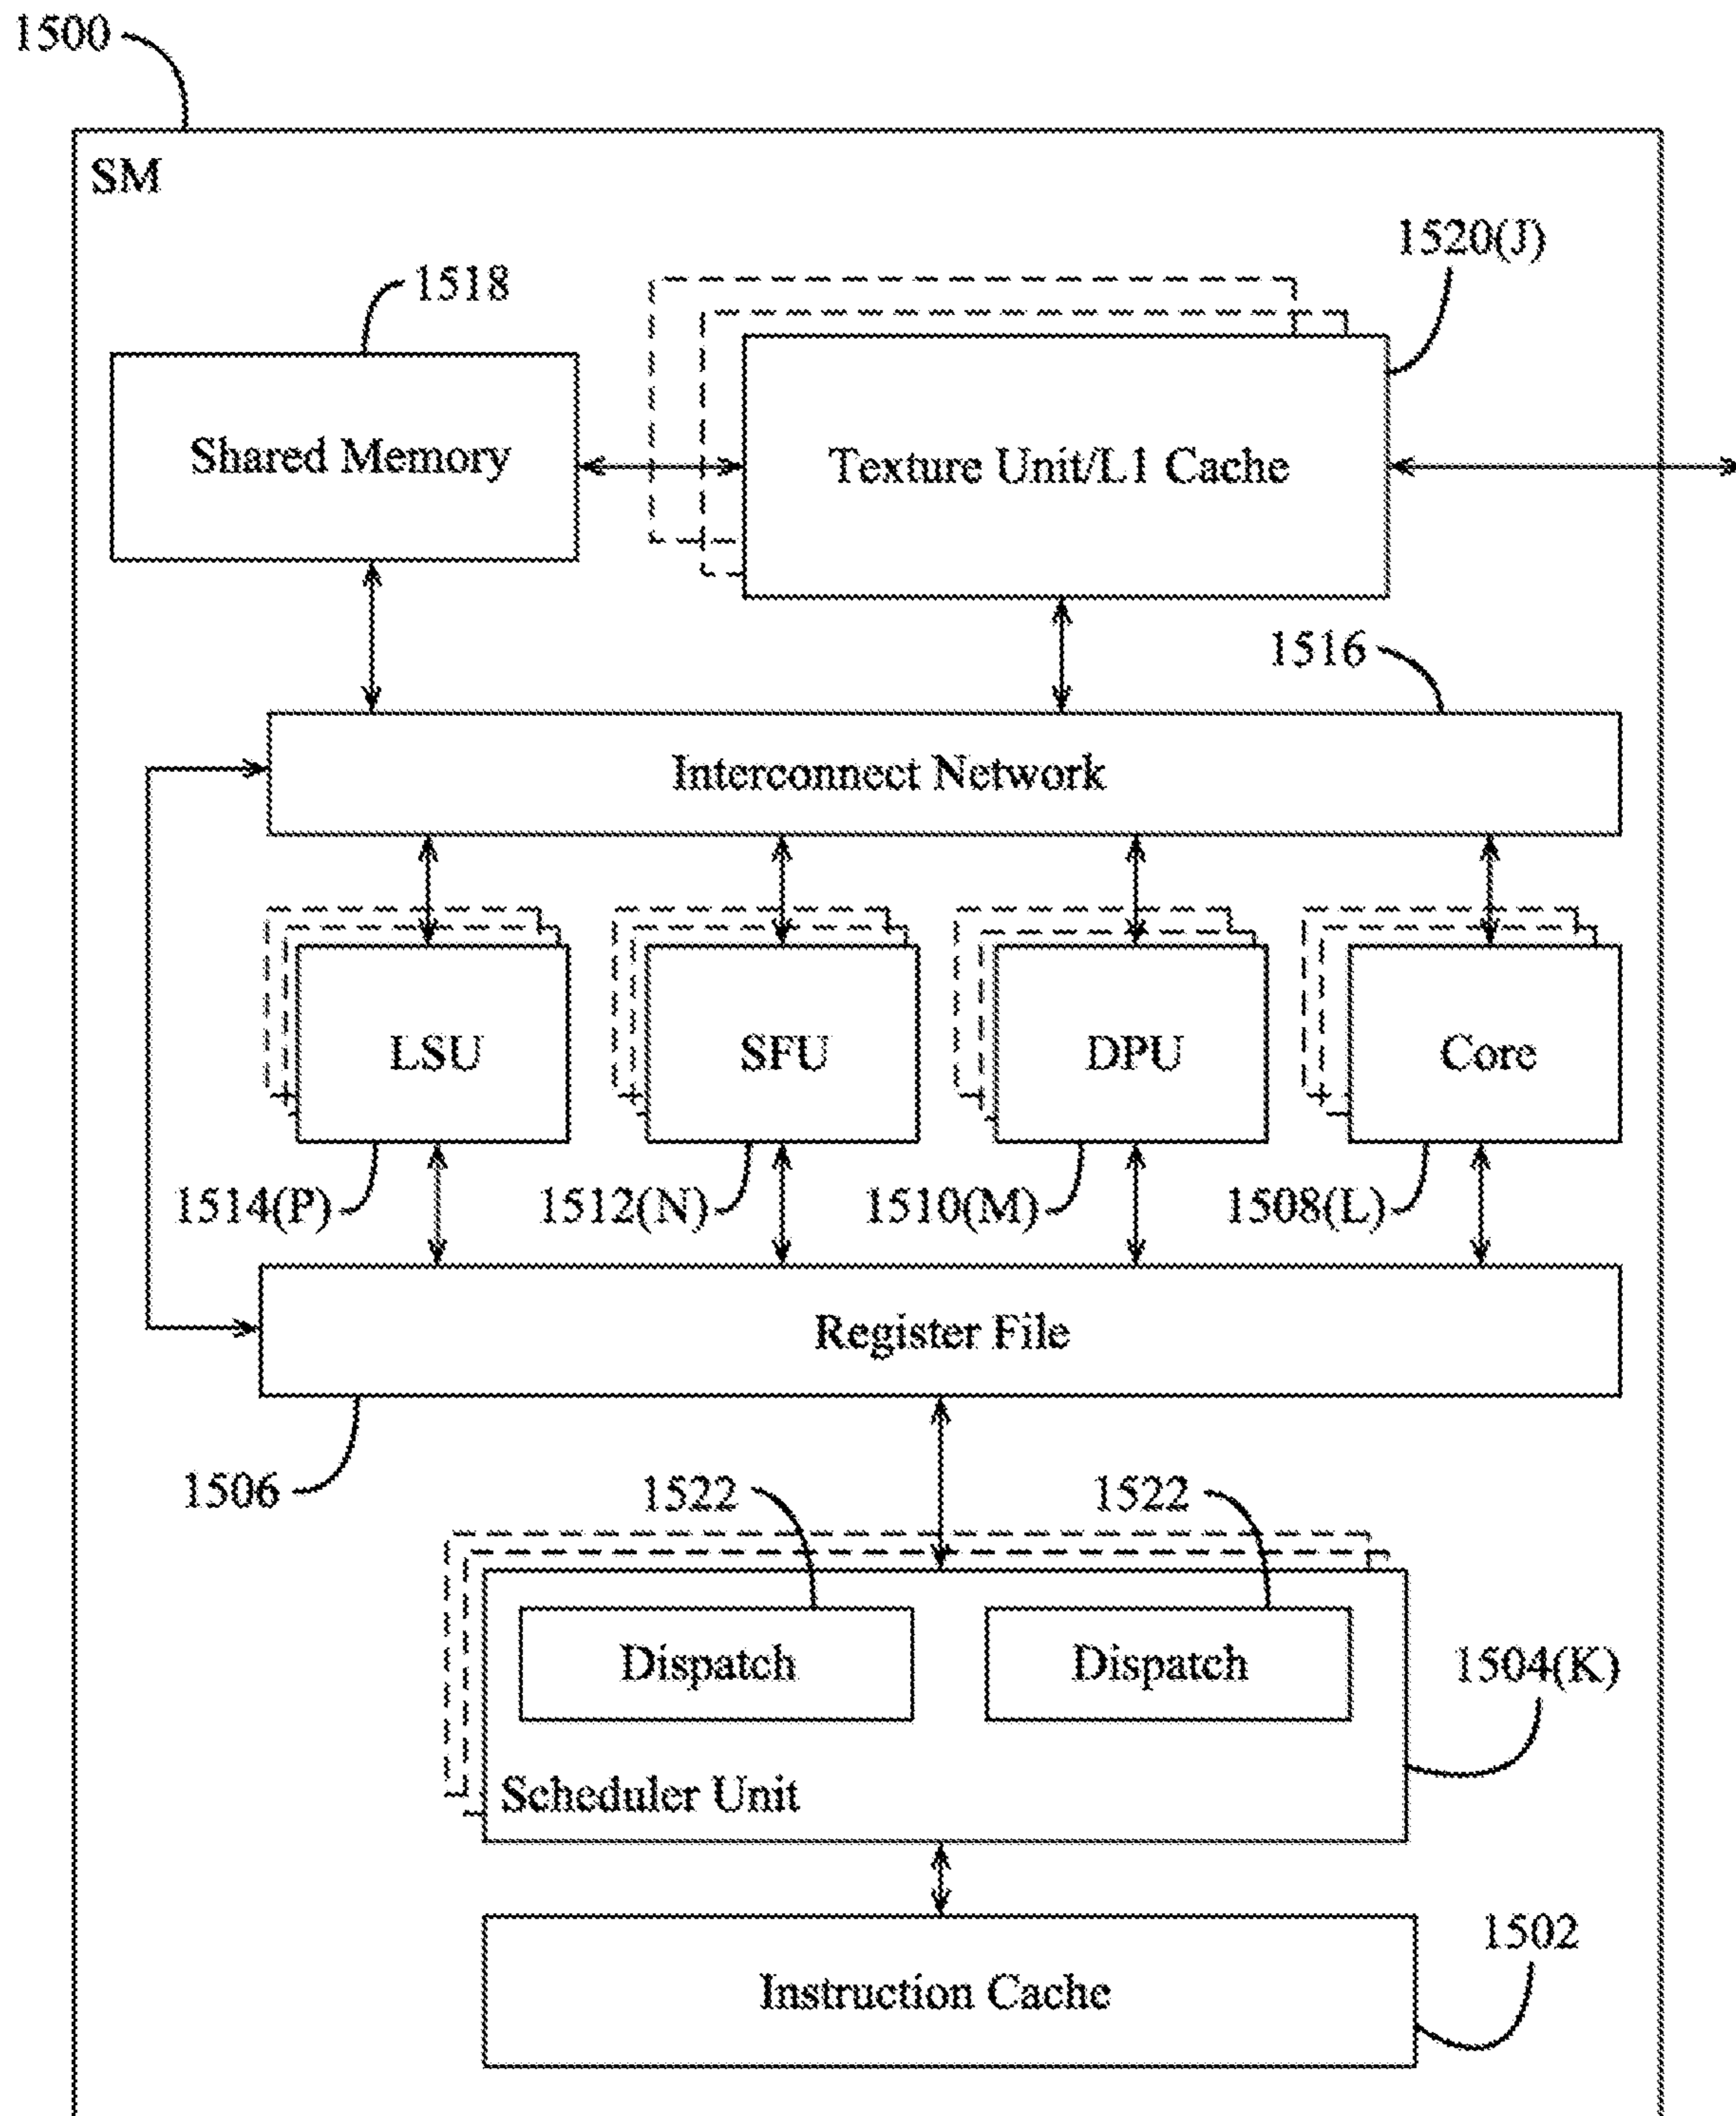 1500
SM
1520(J)
1518
Shared Memory
Texture Unit/L1 Cache
1516
Interconnect Network
LSU
SFU
DPU
Core
1514(P)
1512(N)
1510(M)
1508(L)
Register File
1506
1522
1522
Dispatch
Dispatch
1504(K)
Scheduler Unit
1502
Instruction Cache